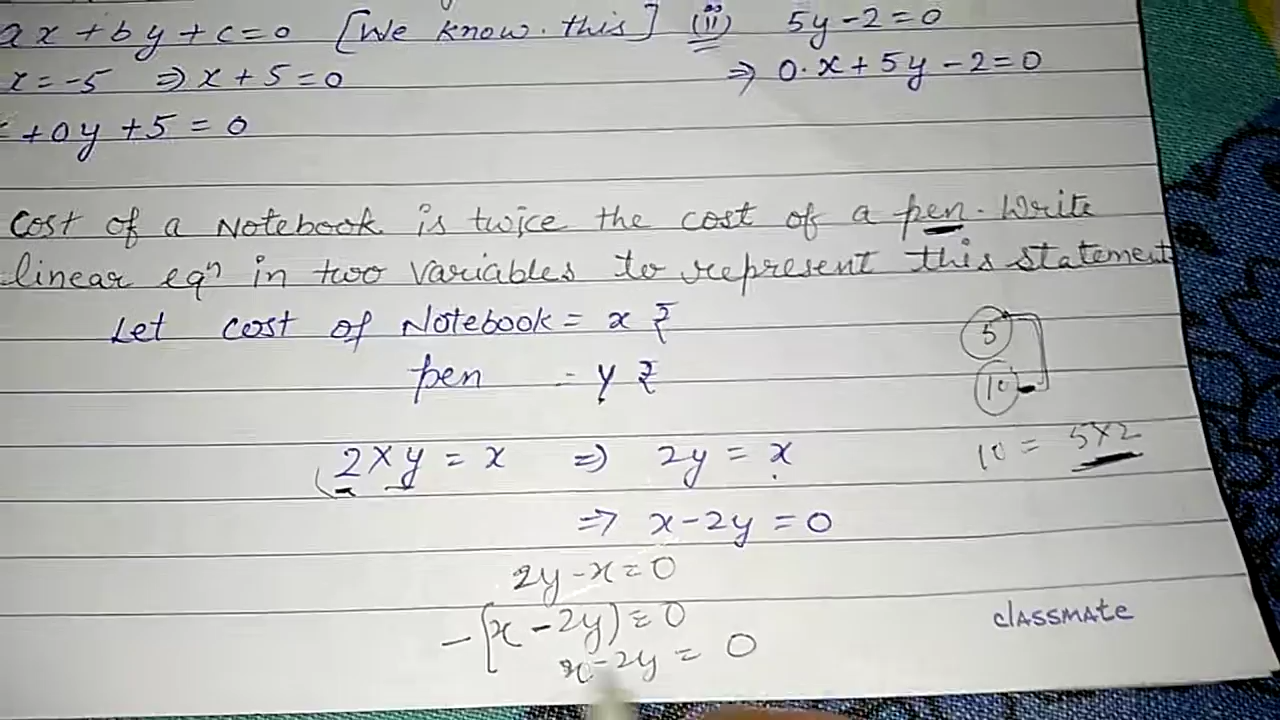 ax + by + c = 0 [We know this] (ii) 5y - 2 = 0
x = -5 ⇒ x + 5 = 0 ⇒ 0·x + 5y - 2 = 0
+ 0y + 5 = 0
Cost of a Notebook is twice the cost of a pen. Write
linear eqⁿ in two variables to represent this statement
Let cost of Notebook = x ₹
5
pen = y ₹
10
2 × y = x ⇒ 2y = x
10 = 5×2
⇒ x - 2y = 0
2y - x = 0
- [x - 2y) = 0
x - 2y = 0
classmate